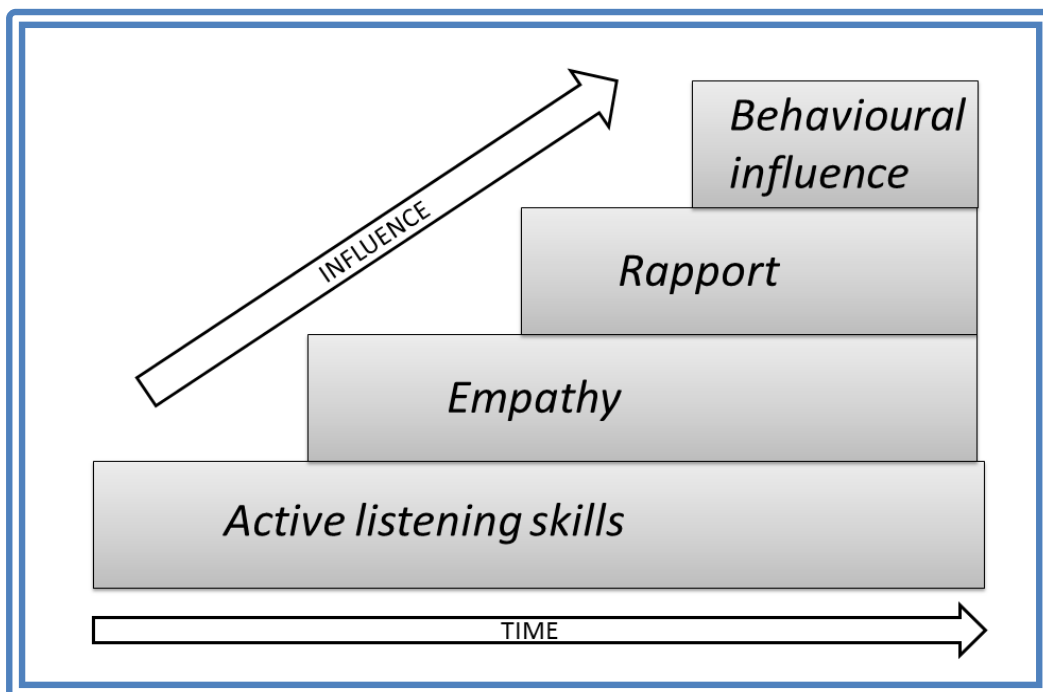 Behavioural
influence
INFLUENCE
Rapport
Empathy
Active listening skills
TIME